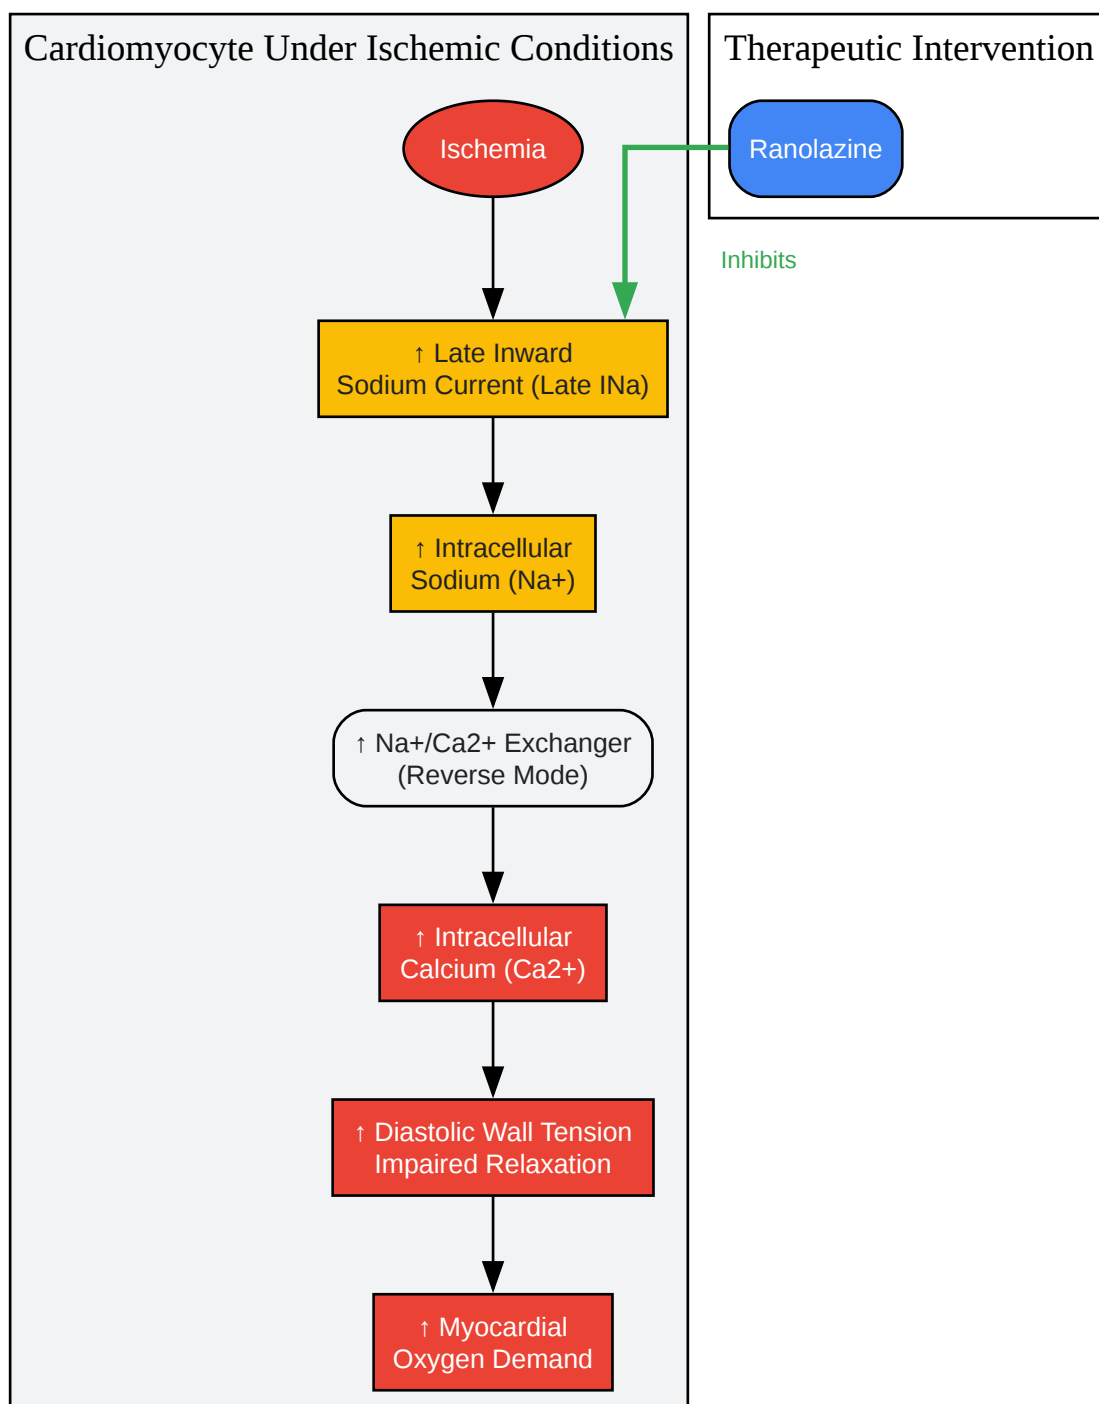 Cardiomyocyte Under Ischemic Conditions
Therapeutic Intervention
Ischemia
Ranolazine
Inhibits
↑ Late Inward
Sodium Current (Late INa)
↑ Intracellular
Sodium (Na+)
↑ Na+/Ca2+ Exchanger
(Reverse Mode)
↑ Intracellular
Calcium (Ca2+)
↑ Diastolic Wall Tension
Impaired Relaxation
↑ Myocardial
Oxygen Demand